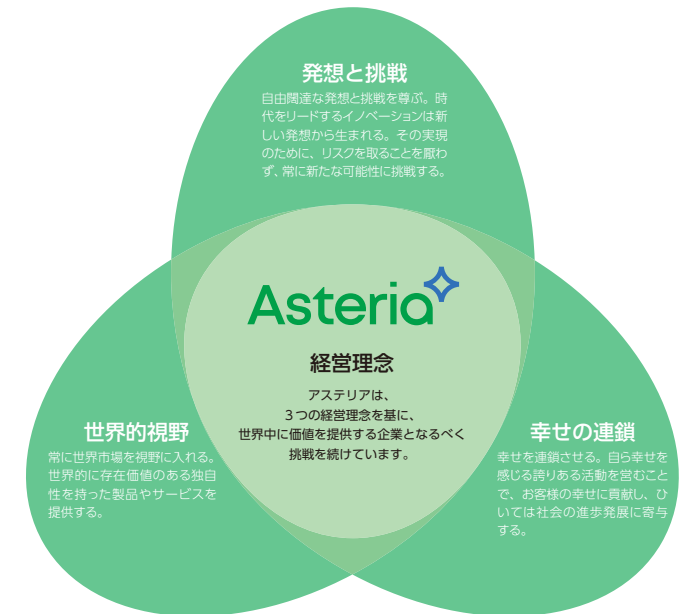 発想と挑戦
自由闊達な発想と挑戦を尊ぶ。時
代をリードするイノベーションは新
しい発想から生まれる。その実現
のために、リスクを取ることを厭わ
ず、常に新たな可能性に挑戦する。
Asteria
経営理念
アステリアは、
3つの経営理念を基に、
世界中に価値を提供する企業となるべく
挑戦を続けています。
世界的視野
常に世界市場を視野に入れる。
世界的に存在価値のある独自
性を持った製品やサービスを
提供する。
幸せの連鎖
幸せを連鎖させる。自ら幸せを
感じる誇りある活動を営むこと
で、お客様の幸せに貢献し、ひ
いては社会の進歩発展に寄与
する。